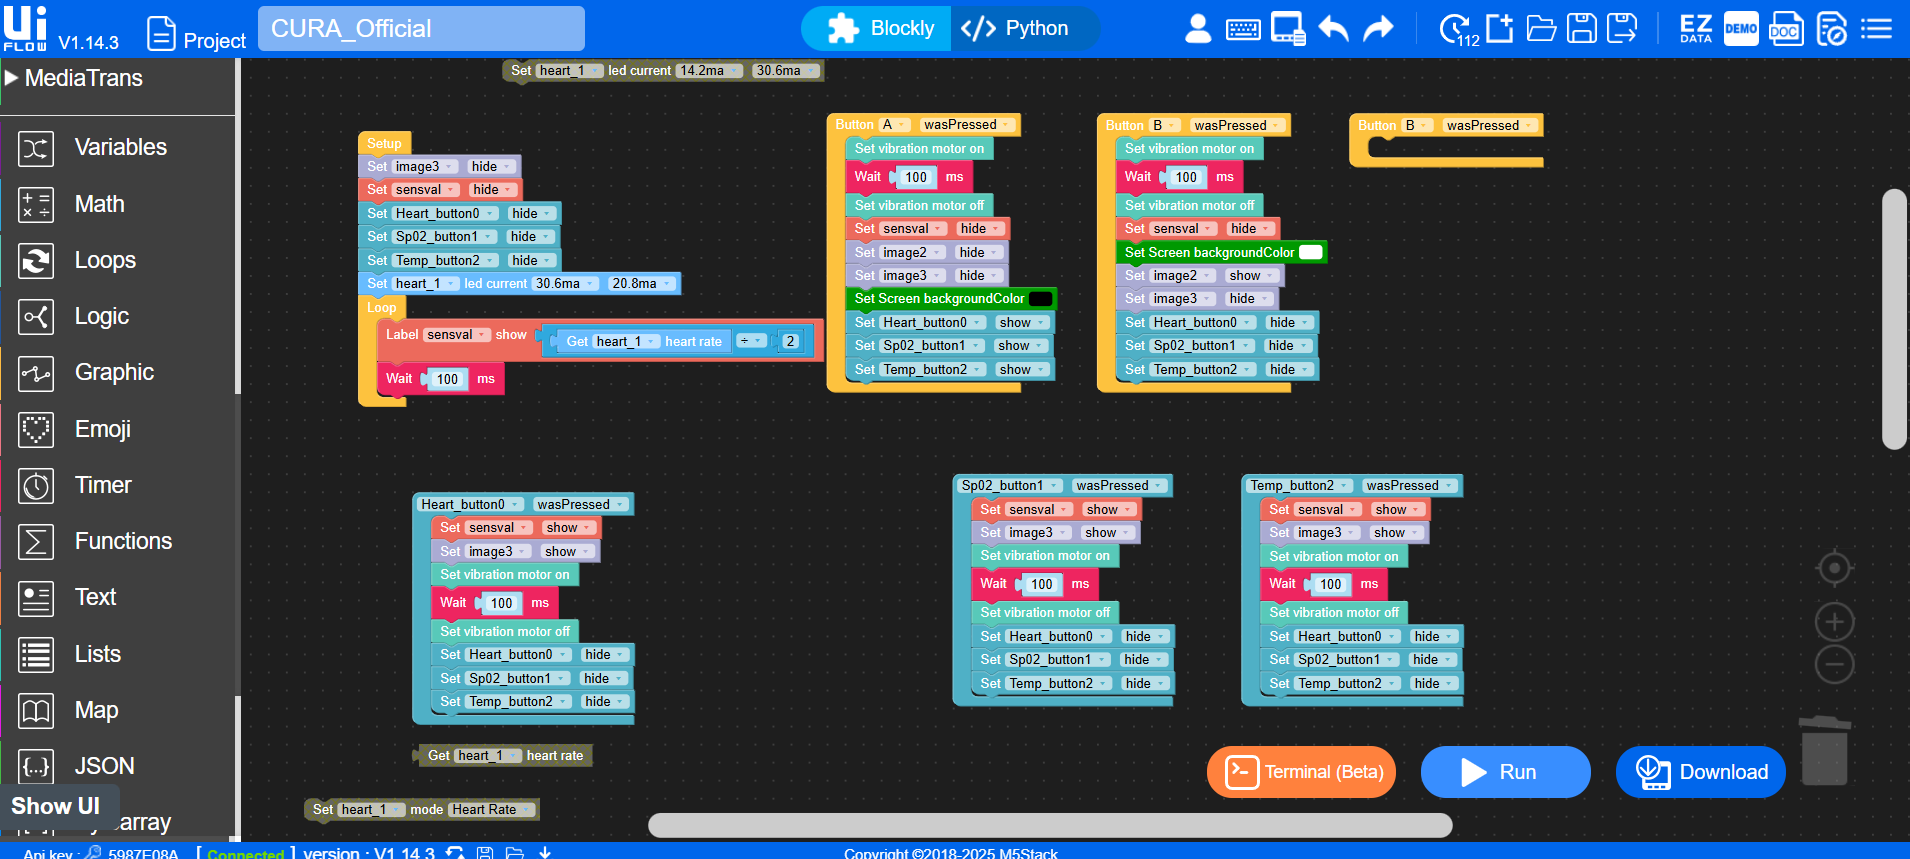 Ui
FLOW
V1.14.3
Project
CURA_Official
Blockly
</> Python
112
EZ
DATA
DEMO
DOC
MediaTrans
Variables
Math
Loops
Logic
Graphic
Emoji
Timer
Functions
Text
Lists
Map
JSON
Show UI
array
Set heart_1 led current 14.2ma 30.6ma
Setup
Set image3 hide
Set sensval hide
Set Heart_button0 hide
Set Sp02_button1 hide
Set Temp_button2 hide
Set heart_1 led current 30.6ma 20.8ma
Loop
Label sensval show Get heart_1 heart rate ÷ 2
Wait 100 ms
Button A wasPressed
Set vibration motor on
Wait 100 ms
Set vibration motor off
Set sensval hide
Set image2 hide
Set image3 hide
Set Screen backgroundColor
Set Heart_button0 show
Set Sp02_button1 show
Set Temp_button2 show
Button B wasPressed
Set vibration motor on
Wait 100 ms
Set vibration motor off
Set sensval hide
Set Screen backgroundColor
Set image2 show
Set image3 hide
Set Heart_button0 hide
Set Sp02_button1 hide
Set Temp_button2 hide
Button B wasPressed
Heart_button0 wasPressed
Set sensval show
Set image3 show
Set vibration motor on
Wait 100 ms
Set vibration motor off
Set Heart_button0 hide
Set Sp02_button1 hide
Set Temp_button2 hide
Get heart_1 heart rate
Set heart_1 mode Heart Rate
Sp02_button1 wasPressed
Set sensval show
Set image3 show
Set vibration motor on
Wait 100 ms
Set vibration motor off
Set Heart_button0 hide
Set Sp02_button1 hide
Set Temp_button2 hide
Temp_button2 wasPressed
Set sensval show
Set image3 show
Set vibration motor on
Wait 100 ms
Set vibration motor off
Set Heart_button0 hide
Set Sp02_button1 hide
Set Temp_button2 hide
Terminal (Beta)
Run
Download
Api key : 5987E08A [ Connected ] version : V1.14.3
Copyright ©2018-2025 M5Stack